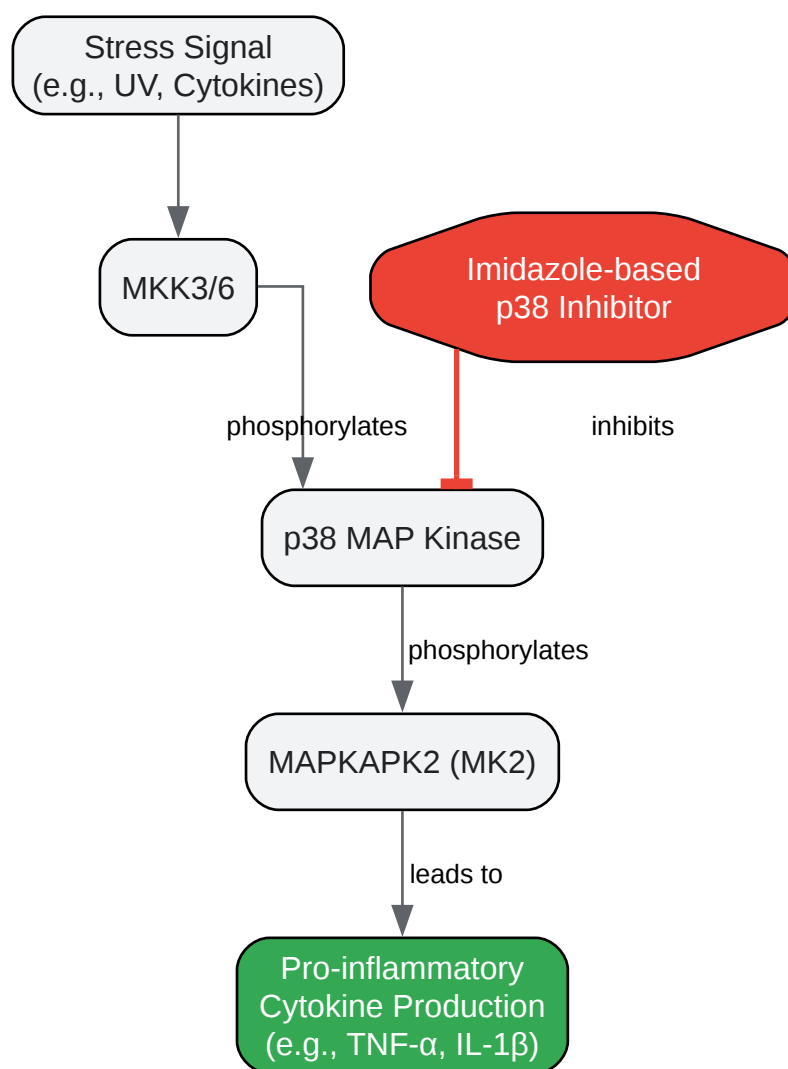 Stress Signal
(e.g., UV, Cytokines)
MKK3/6
Imidazole-based
p38 Inhibitor
phosphorylates
inhibits
p38 MAP Kinase
phosphorylates
MAPKAPK2 (MK2)
leads to
Pro-inflammatory
Cytokine Production
(e.g., TNF-α, IL-1β)